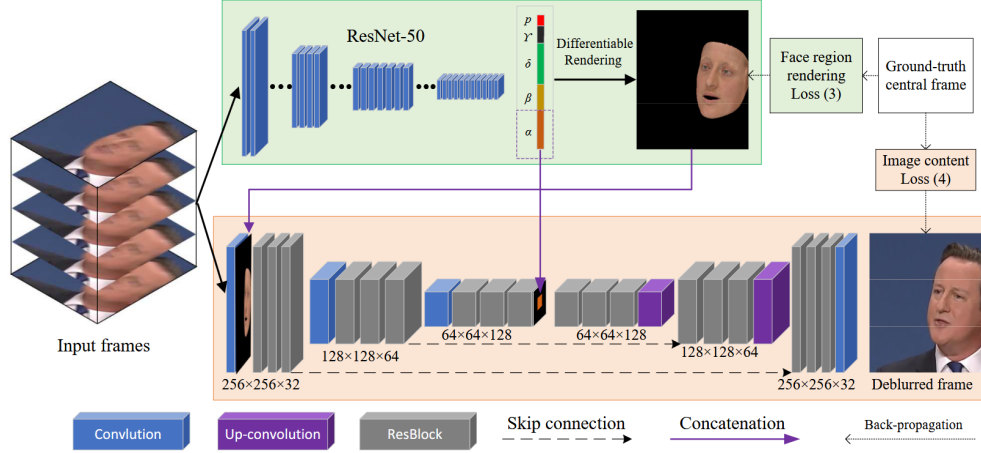 ResNet-50
p
ϒ
δ
β
α
Differentiable
Rendering
Face region
rendering
Loss (3)
Ground-truth
central frame
Image content
Loss (4)
Input frames
256×256×32
128×128×64
64×64×128
64×64×128
128×128×64
256×256×32
Deblurred frame
Convlution
Up-convolution
ResBlock
Skip connection
Concatenation
Back-propagation